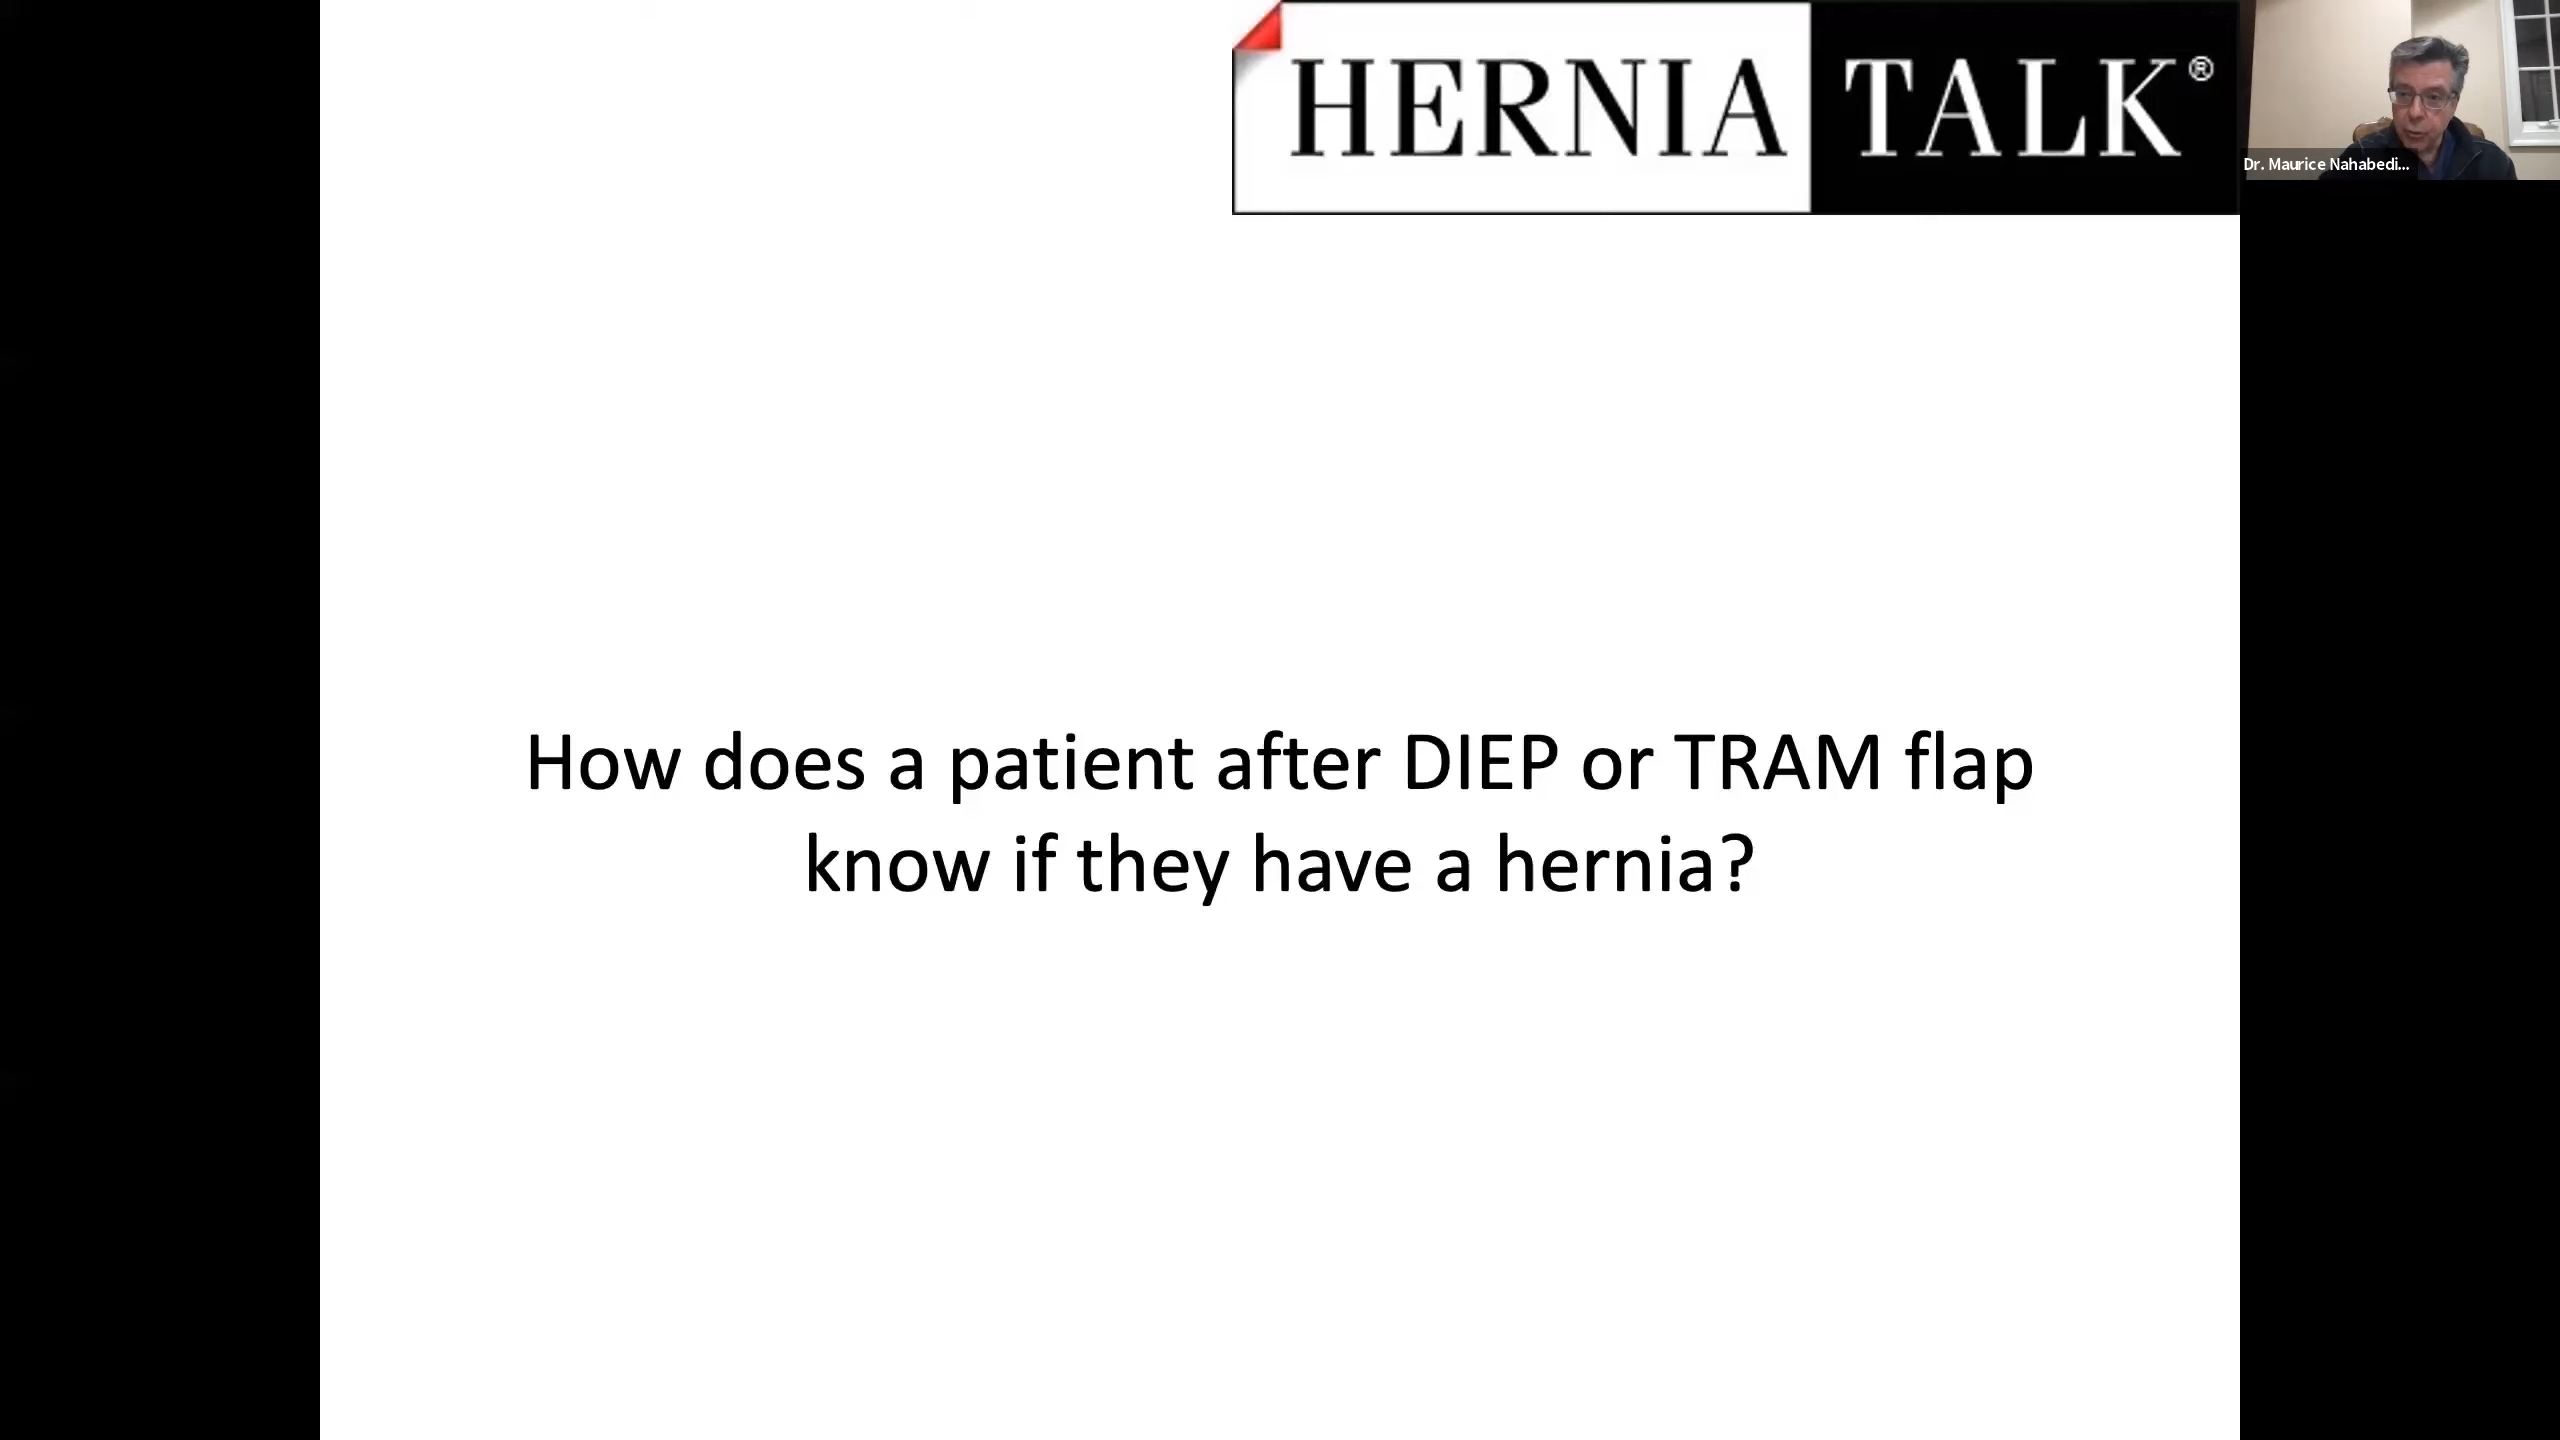 HERNIA TALK®
Dr. Maurice Nahabedi...
How does a patient after DIEP or TRAM flap
know if they have a hernia?